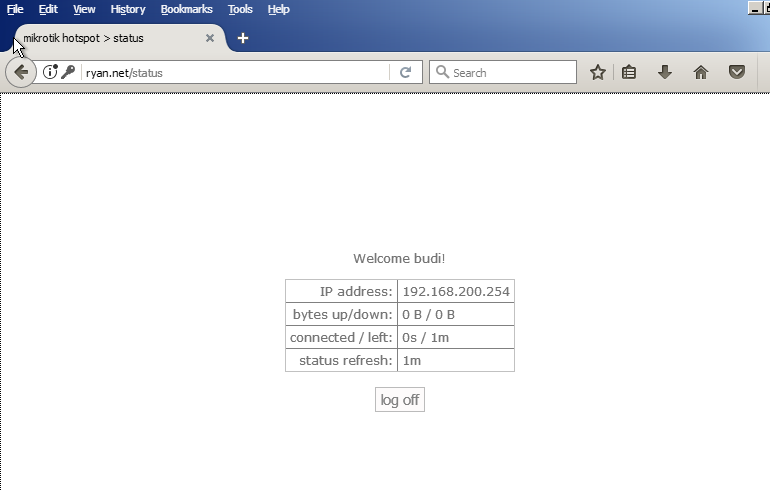 File Edit View History Bookmarks Tools Help
mikrotik hotspot > status
ryan.net/status Search
Welcome budi!
IP address: 192.168.200.254
bytes up/down: 0 B / 0 B
connected / left: 0s / 1m
status refresh: 1m
log off